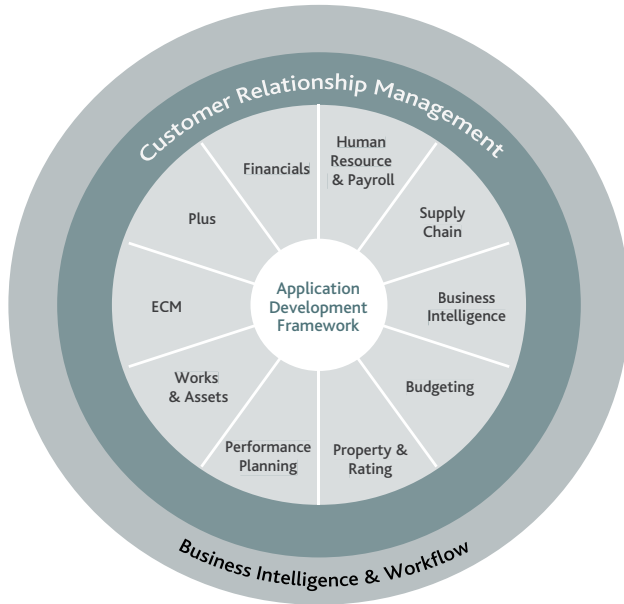 Customer Relationship Management
Financials
Human
Resource
& Payroll
Plus
Supply
Chain
Application
Development
Framework
ECM
Business
Intelligence
Works
& Assets
Budgeting
Performance
Planning
Property &
Rating
Business Intelligence & Workflow